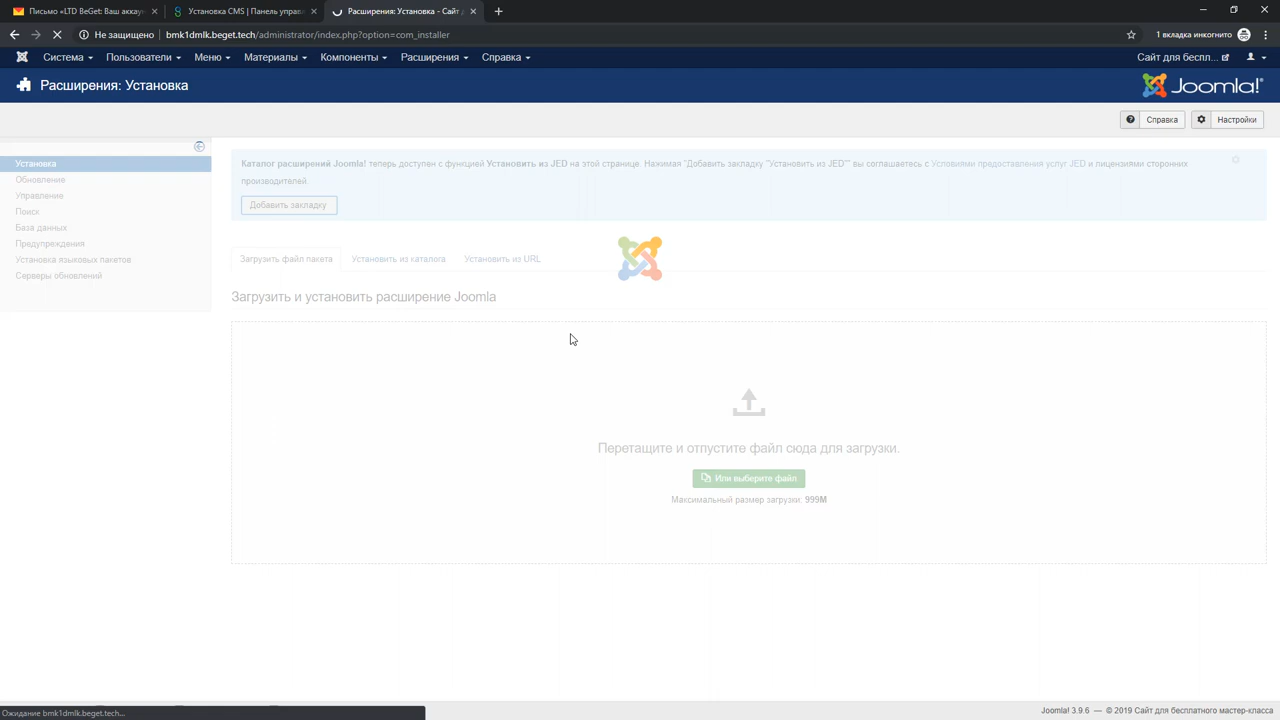 Письмо «LTD BeGet: Ваш аккаун
Установка CMS | Панель управ
Расширения: Установка - Сайт д
Не защищено
bmk1dmlk.beget.tech/administrator/index.php?option=com_installer
1 вкладка инкогнито
Система
Пользователи
Меню
Материалы
Компоненты
Расширения
Справка
Сайт для беспл...
Расширения: Установка
Joomla!
Справка
Настройки
Установка
Обновление
Управление
Поиск
База данных
Предупреждения
Установка языковых пакетов
Серверы обновлений
Каталог расширений Joomla! теперь доступен с функцией Установить из JED на этой странице. Нажимая "Добавить закладку "Установить из JED"" вы соглашаетесь с Условиями предоставления услуг JED и лицензиями сторонних
производителей.
Добавить закладку
Загрузить файл пакета
Установить из каталога
Установить из URL
Загрузить и установить расширение Joomla
Перетащите и отпустите файл сюда для загрузки.
Или выберите файл
Максимальный размер загрузки: 999M
Ожидание bmk1dmlk.beget.tech...
Joomla! 3.9.6 — © 2019 Сайт для бесплатного мастер-класса